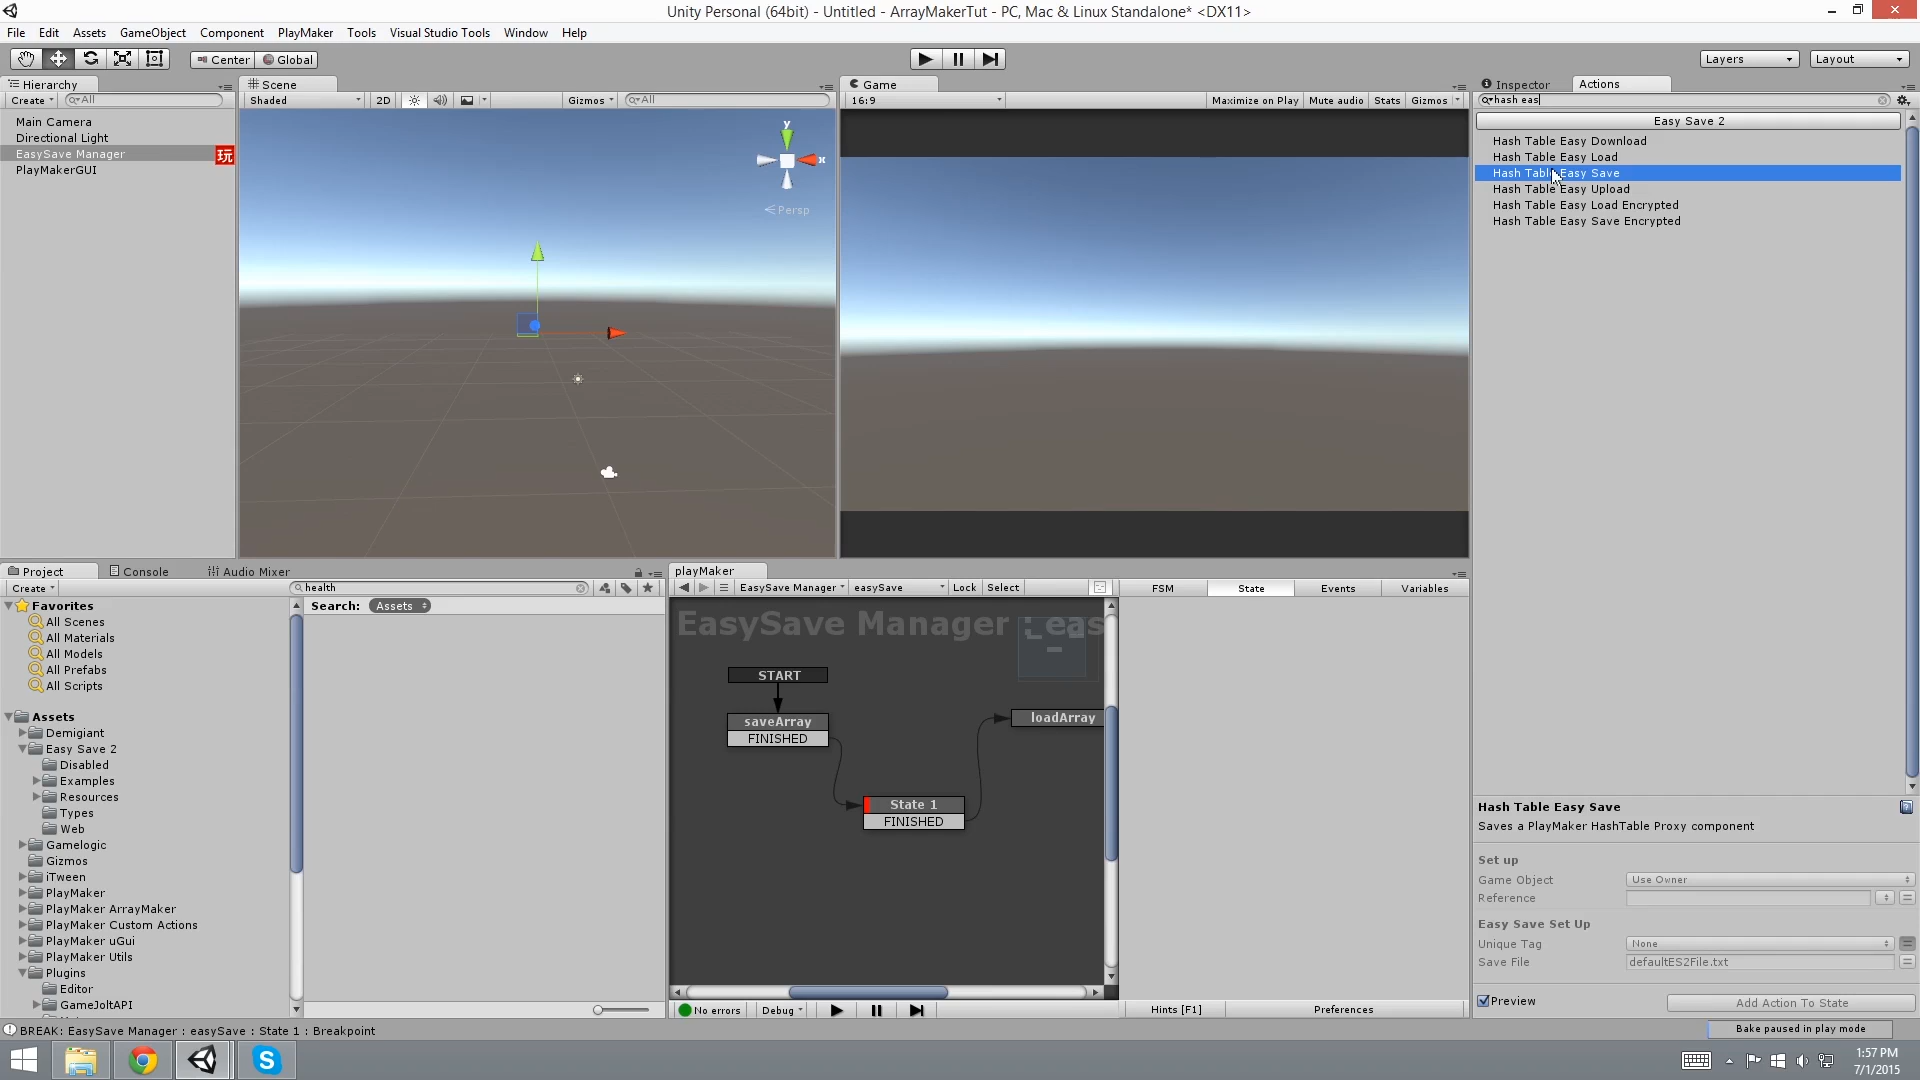 Unity Personal (64bit) - Untitled - ArrayMakerTut - PC, Mac & Linux Standalone* <DX11>
File Edit Assets GameObject Component PlayMaker Tools Visual Studio Tools Window Help
Center Global
Layers
Layout
Hierarchy
Create All
Main Camera
Directional Light
EasySave Manager 玩
PlayMakerGUI
Scene
Shaded 2D Gizmos All
y
x
Persp
Game
16:9 Maximize on Play Mute audio Stats Gizmos
Inspector Actions
hash eas
Easy Save 2
Hash Table Easy Download
Hash Table Easy Load
Hash Table Easy Save
Hash Table Easy Upload
Hash Table Easy Load Encrypted
Hash Table Easy Save Encrypted
Hash Table Easy Save
Saves a PlayMaker HashTable Proxy component
Set up
Game Object Use Owner
Reference
Easy Save Set Up
Unique Tag None
Save File defaultES2File.txt
Preview Add Action To State
Project Console Audio Mixer
Create health
Favorites
All Scenes
All Materials
All Models
All Prefabs
All Scripts
Assets
Demigiant
Easy Save 2
Disabled
Examples
Resources
Types
Web
Gamelogic
Gizmos
iTween
PlayMaker
PlayMaker ArrayMaker
PlayMaker Custom Actions
PlayMaker uGui
PlayMaker Utils
Plugins
Editor
GameJoltAPI
Search: Assets
playMaker
EasySave Manager easySave Lock Select
FSM State Events Variables
EasySave Manager : eas
START
saveArray
FINISHED
loadArray
State 1
FINISHED
No errors Debug
Hints [F1] Preferences
BREAK: EasySave Manager : easySave : State 1 : Breakpoint
Bake paused in play mode
1:57 PM
7/1/2015